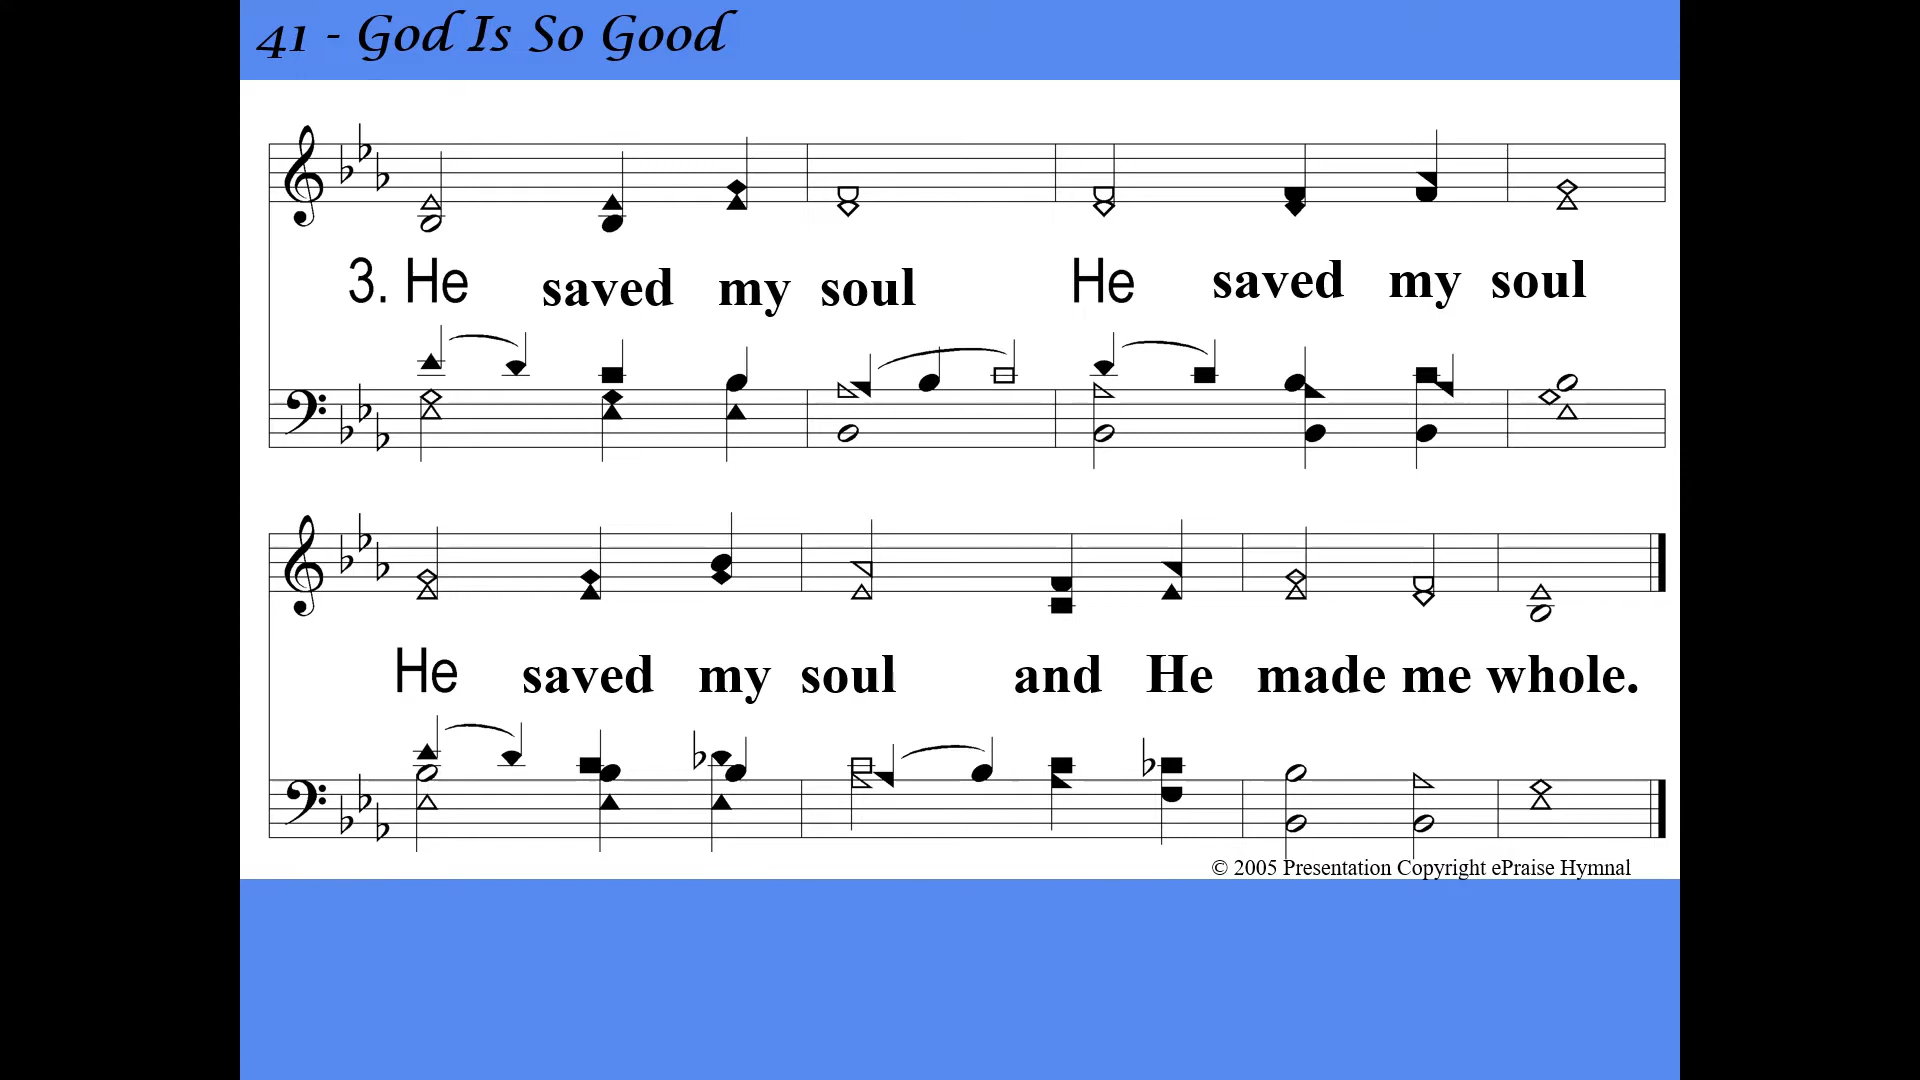 41 - God Is So Good
3. He saved my soul He saved my soul
He saved my soul and He made me whole.
© 2005 Presentation Copyright ePraise Hymnal